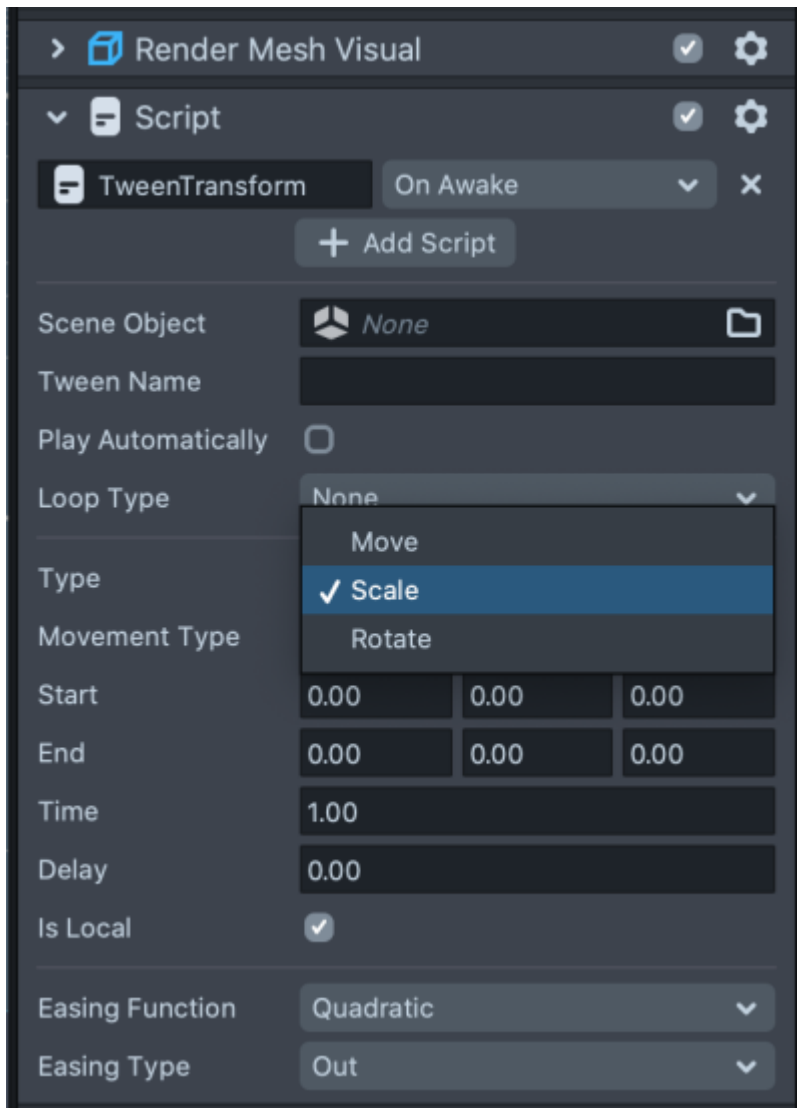 Render Mesh Visual
Script
TweenTransform On Awake
Add Script
Scene Object None
Tween Name
Play Automatically
Loop Type None
Move
Type
Scale
Movement Type
Rotate
Start 0.00 0.00 0.00
End 0.00 0.00 0.00
Time 1.00
Delay 0.00
Is Local
Easing Function Quadratic
Easing Type Out